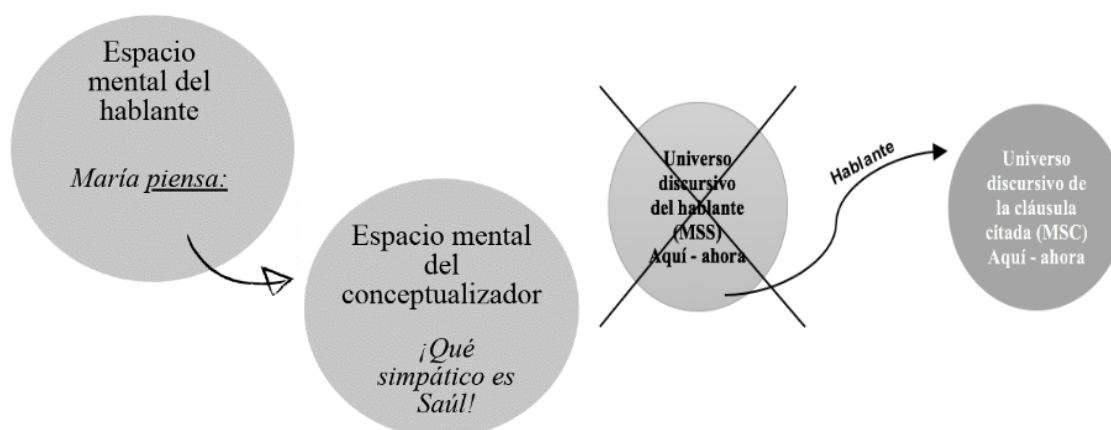 Espacio
mental del
hablante
María piensa:
Espacio mental
del
conceptualizador
¡Qué
simpático es
Saúl!
Universo
discursivo
del hablante
(MSS)
Aquí - ahora
Hablante
Universo
discursivo de
la cláusula
citada (MSC)
Aquí - ahora